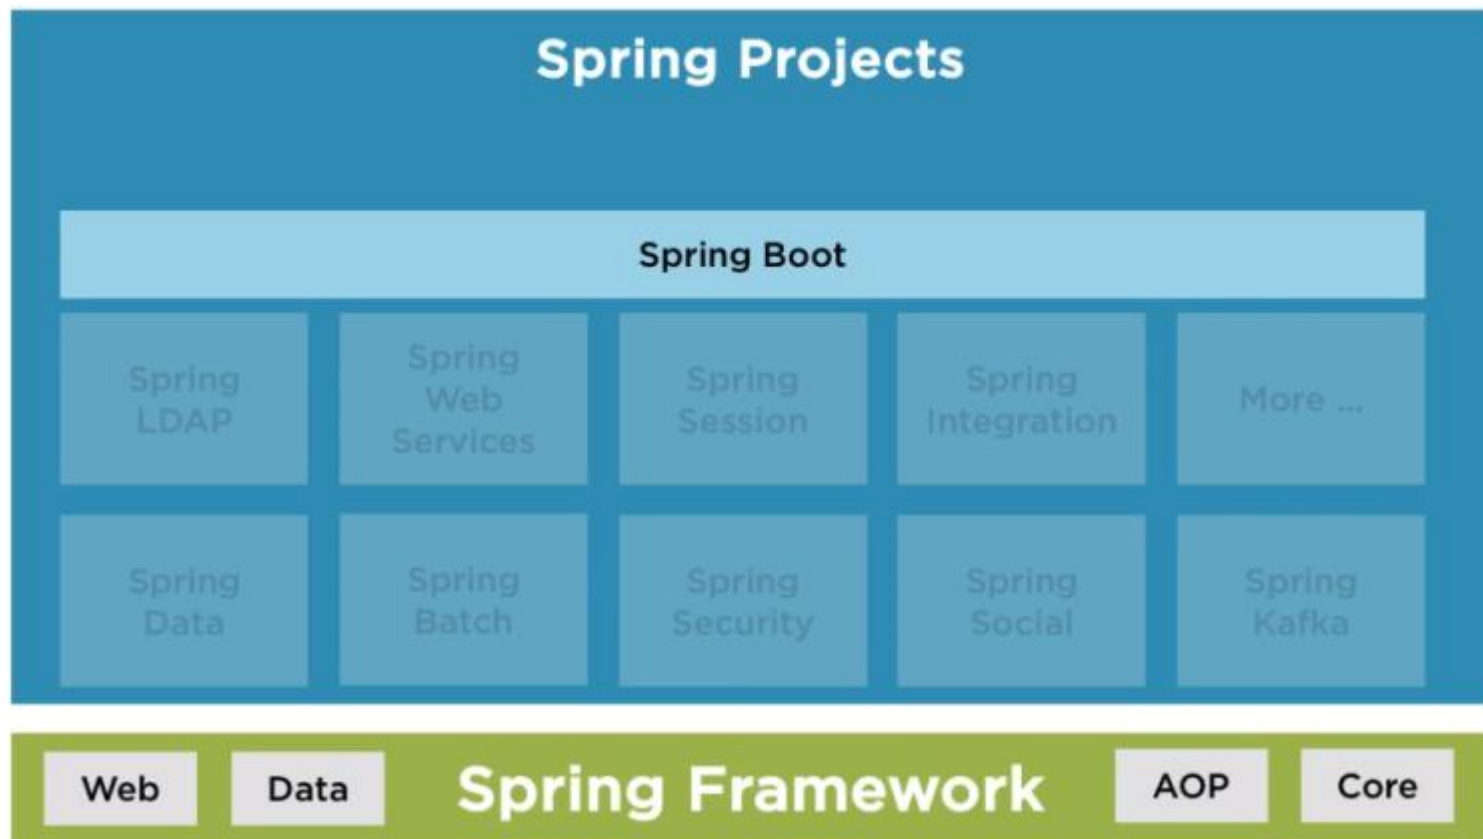 Spring Projects
Spring Boot
Spring
LDAP
Spring
Web
Services
Spring
Session
Spring
Integration
More ...
Spring
Data
Spring
Batch
Spring
Security
Spring
Social
Spring
Kafka
Web
Data
Spring Framework
AOP
Core